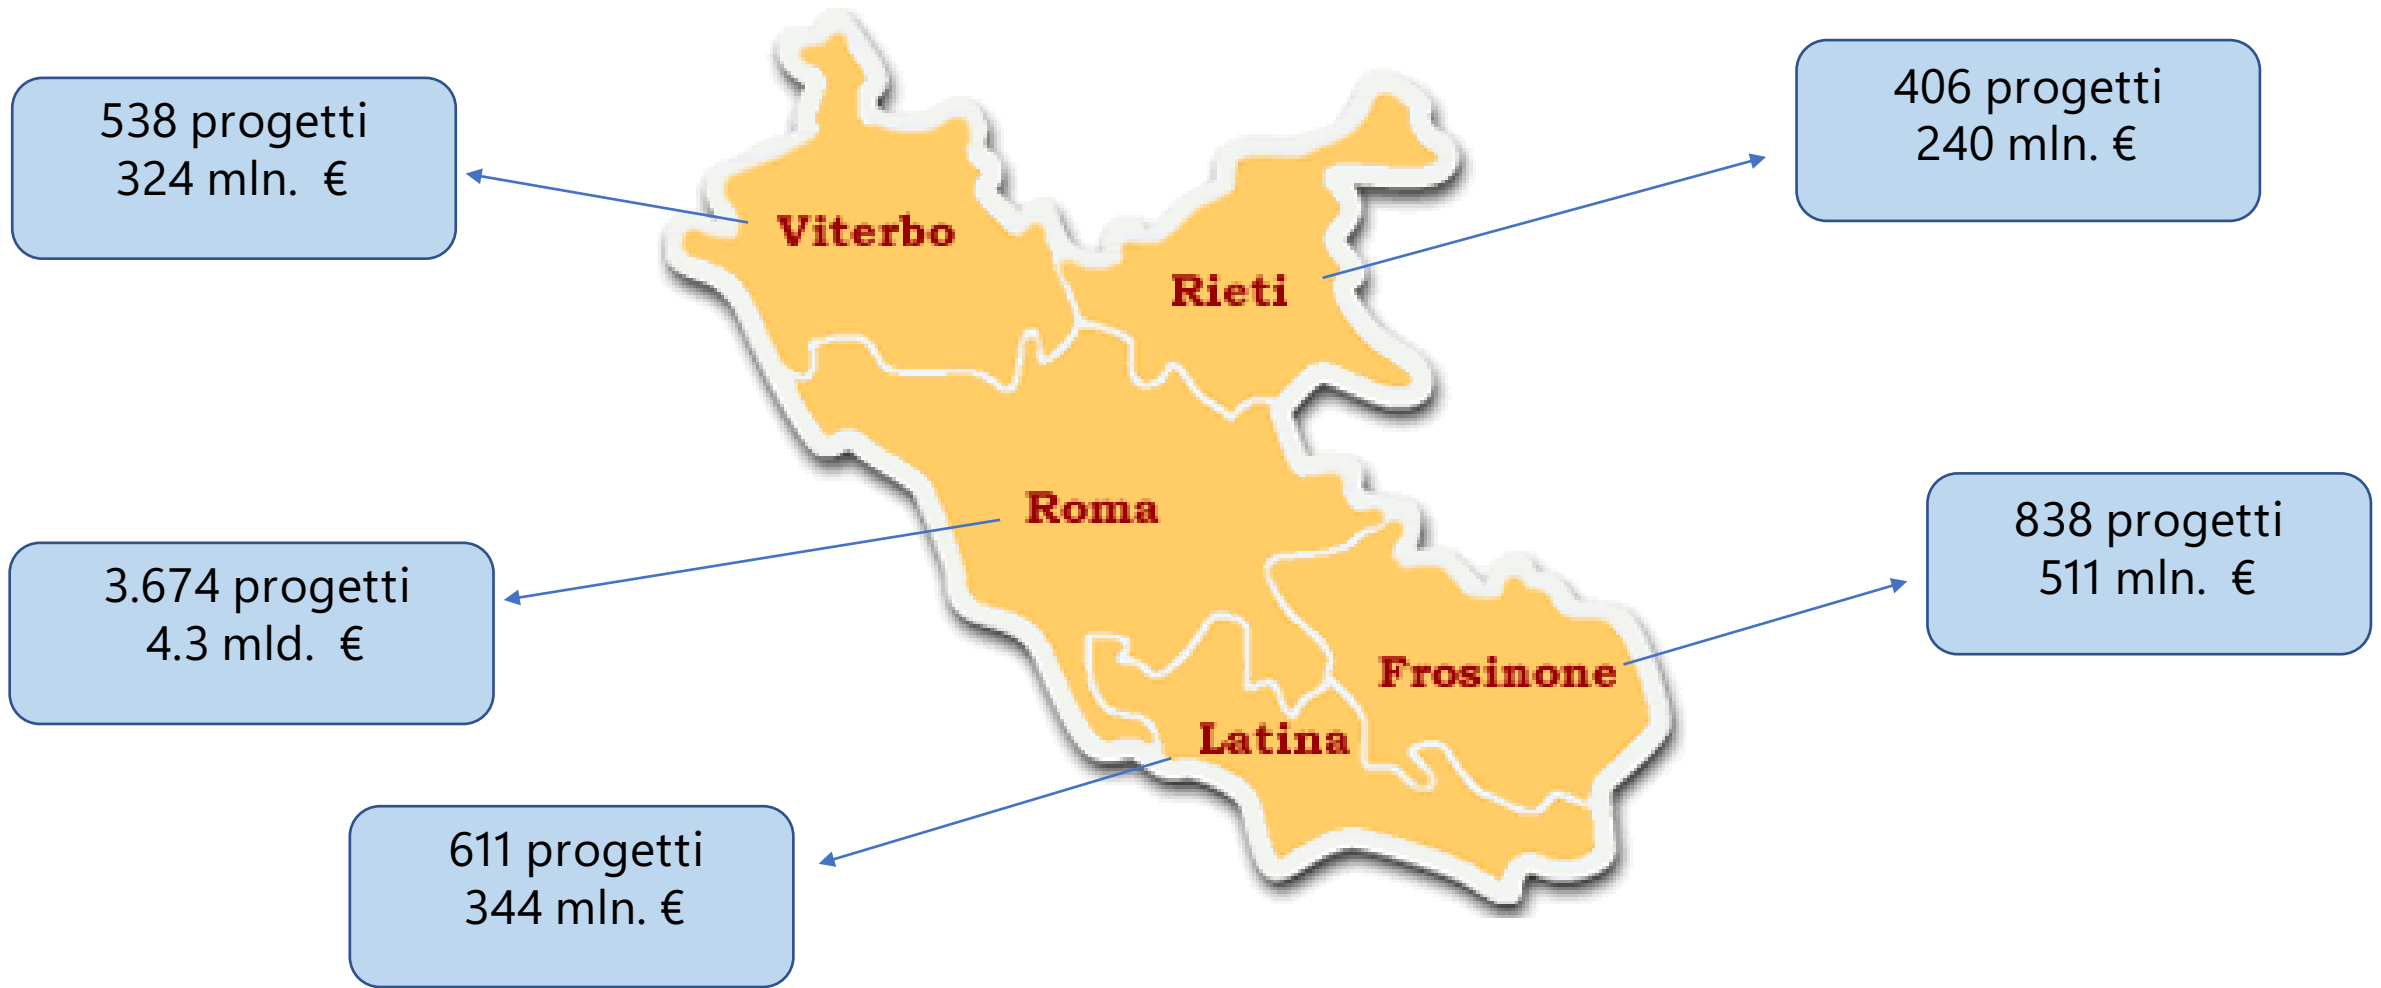 406 progetti
240 mln. €
538 progetti
324 mln.  €
Viterbo
Rieti
Roma
838 progetti
511 mln.  €
3.674 progetti
4.3 mld.  €
Frosinone
Latina
611 progetti
344 mln. €